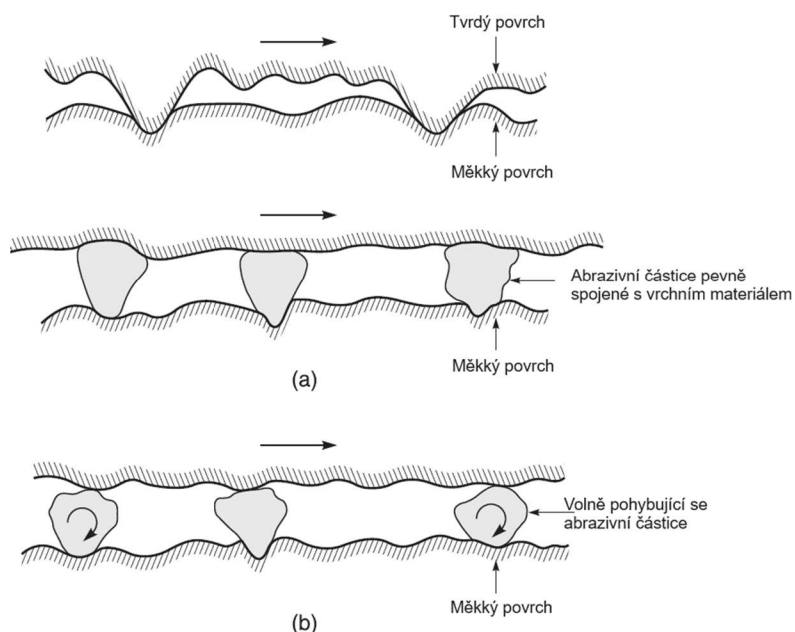 Tvrdý povrch
Měkký povrch
Abrazivní částice pevně
spojené s vrchním materiálem
Měkký povrch
(a)
Volně pohybující se
abrazivní částice
Měkký povrch
(b)